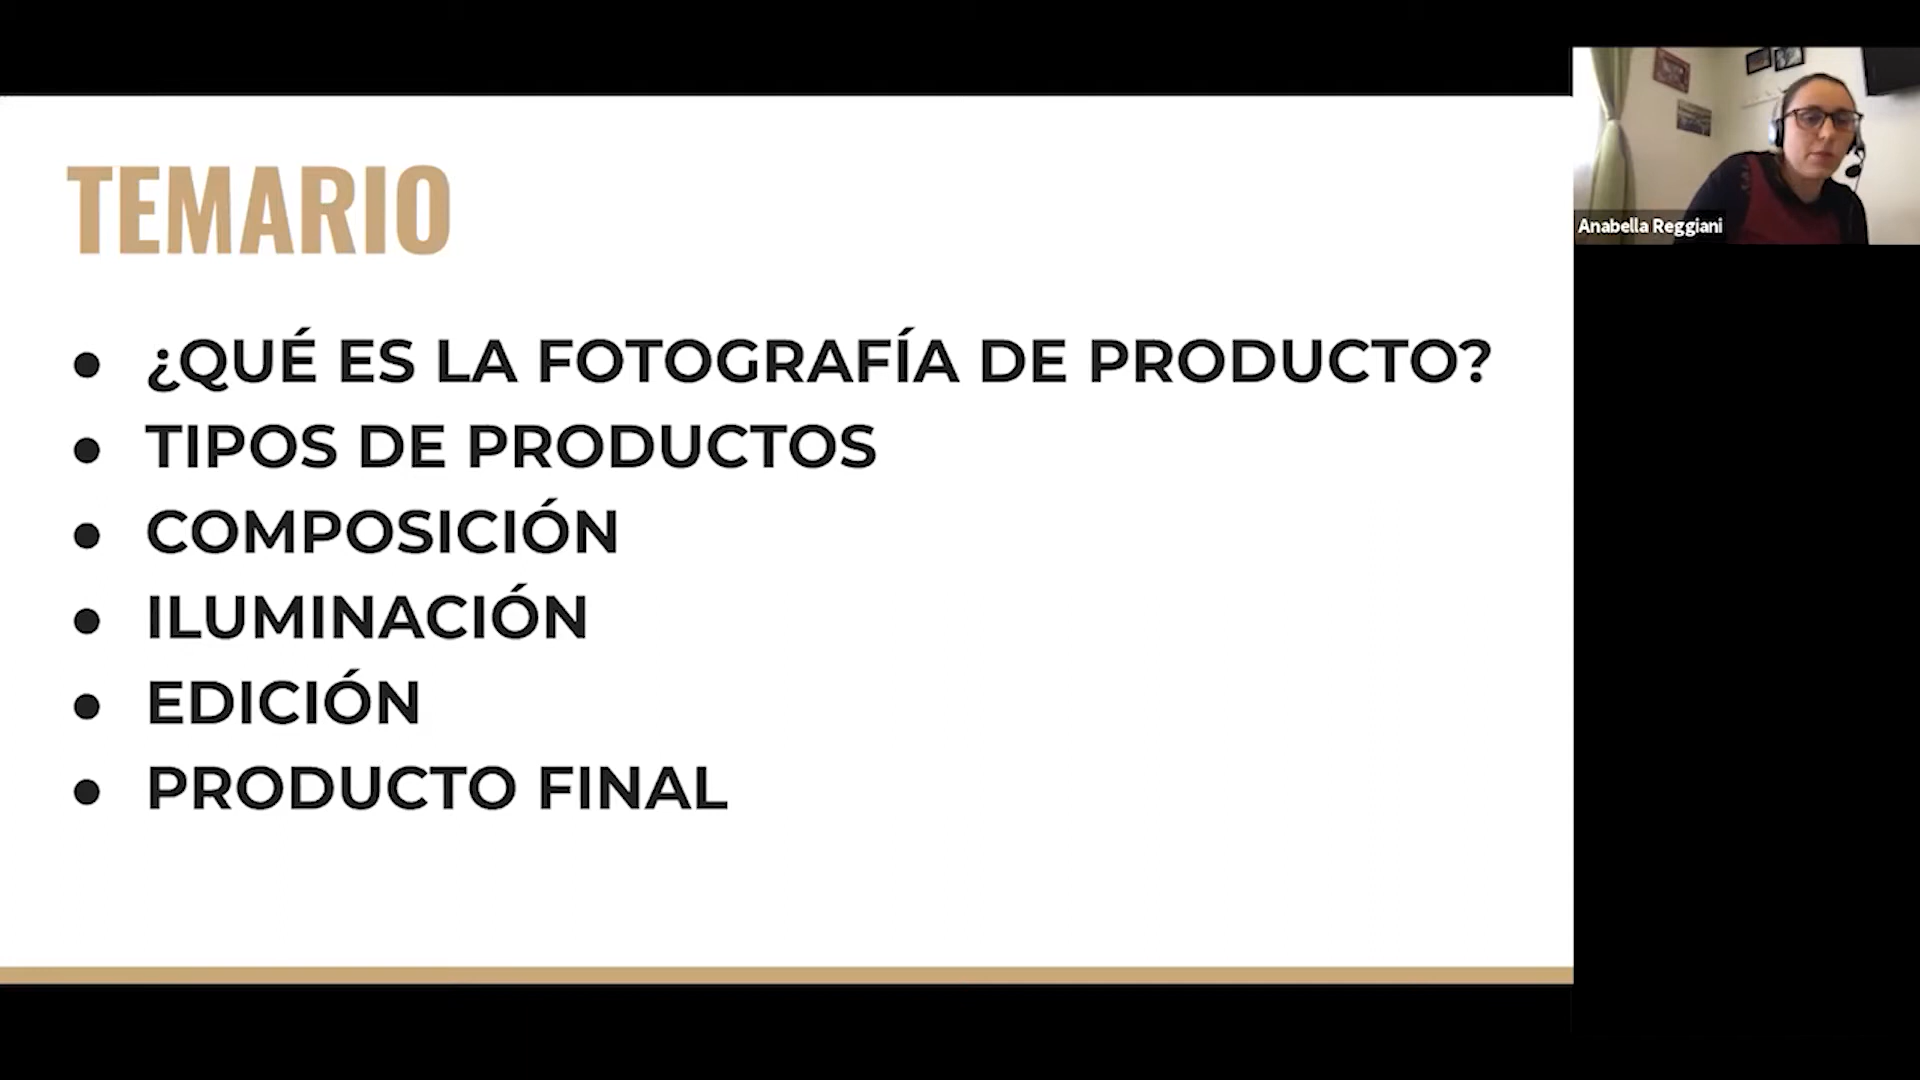 TEMARIO
● ¿QUÉ ES LA FOTOGRAFÍA DE PRODUCTO?
● TIPOS DE PRODUCTOS
● COMPOSICIÓN
● ILUMINACIÓN
● EDICIÓN
● PRODUCTO FINAL
Anabella Reggiani